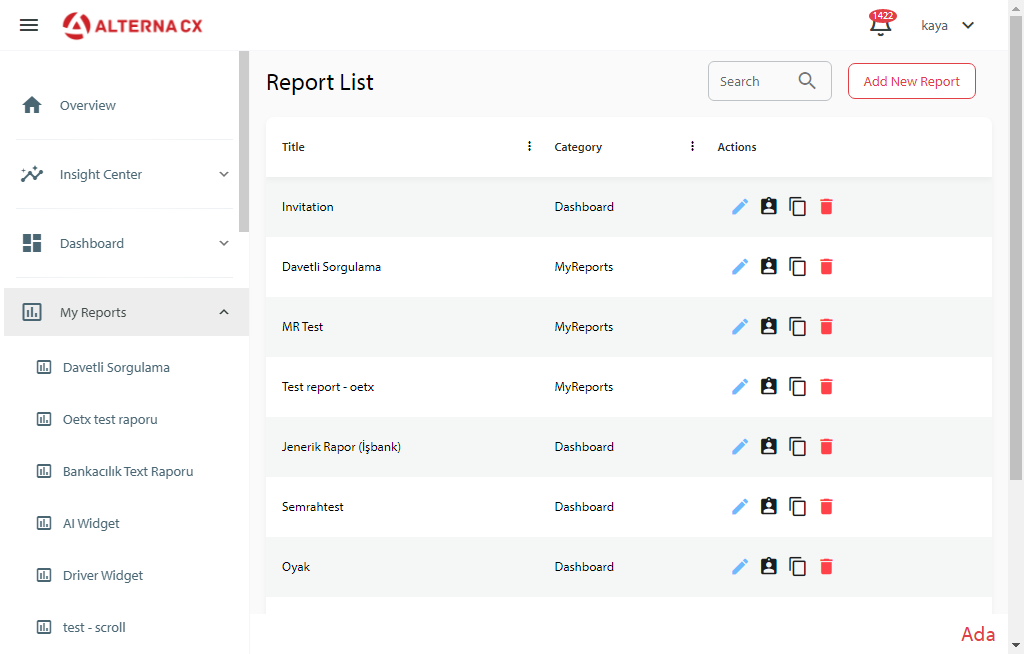 ALTERNA CX
1422
kaya
Overview
Insight Center
Dashboard
My Reports
Davetli Sorgulama
Oetx test raporu
Bankacılık Text Raporu
AI Widget
Driver Widget
test - scroll
Report List
Search
Add New Report
Title Category Actions
Invitation Dashboard
Davetli Sorgulama MyReports
MR Test MyReports
Test report - oetx MyReports
Jenerik Rapor (İşbank) Dashboard
Semrahtest Dashboard
Oyak Dashboard
Ada